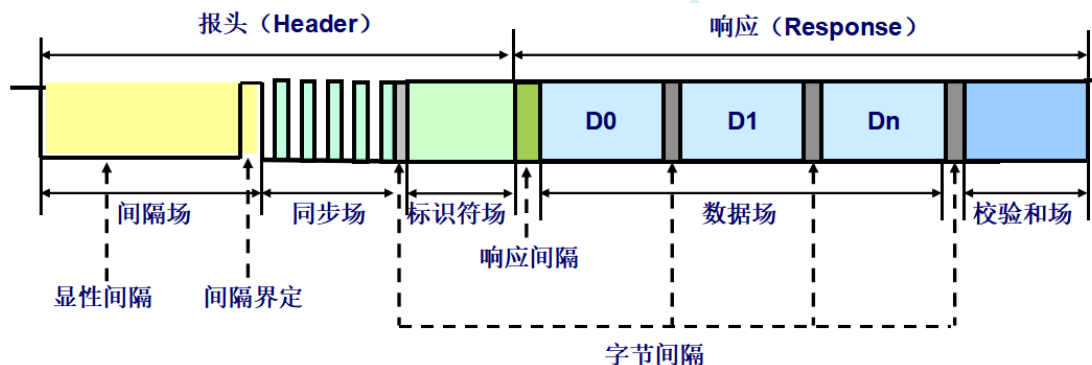 报头（Header） 响应（Response）
D0 D1 Dn
间隔场 同步场 标识符场 数据场 校验和场
响应间隔
显性间隔 间隔界定
字节间隔